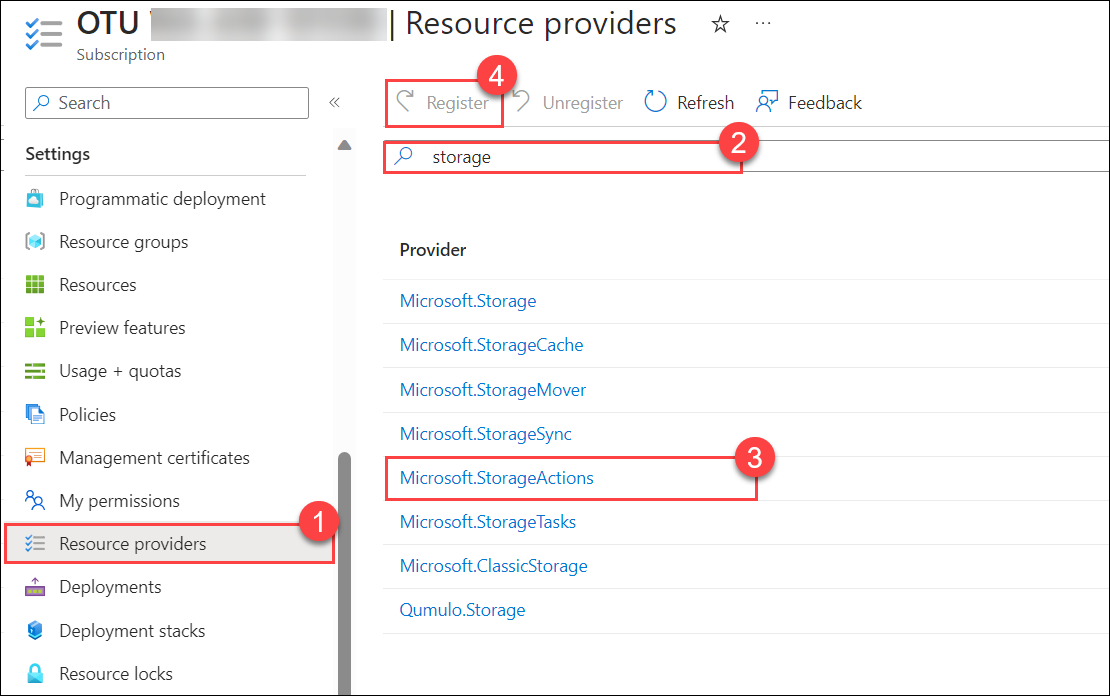 OTU | Resource providers ☆ ...
Subscription
Search «
Settings
Programmatic deployment
Resource groups
Resources
Preview features
Usage + quotas
Policies
Management certificates
My permissions
Resource providers
1
Deployments
Deployment stacks
Resource locks
Register
4
Unregister
Refresh
Feedback
storage
2
Provider
Microsoft.Storage
Microsoft.StorageCache
Microsoft.StorageMover
Microsoft.StorageSync
Microsoft.StorageActions
3
Microsoft.StorageTasks
Microsoft.ClassicStorage
Qumulo.Storage